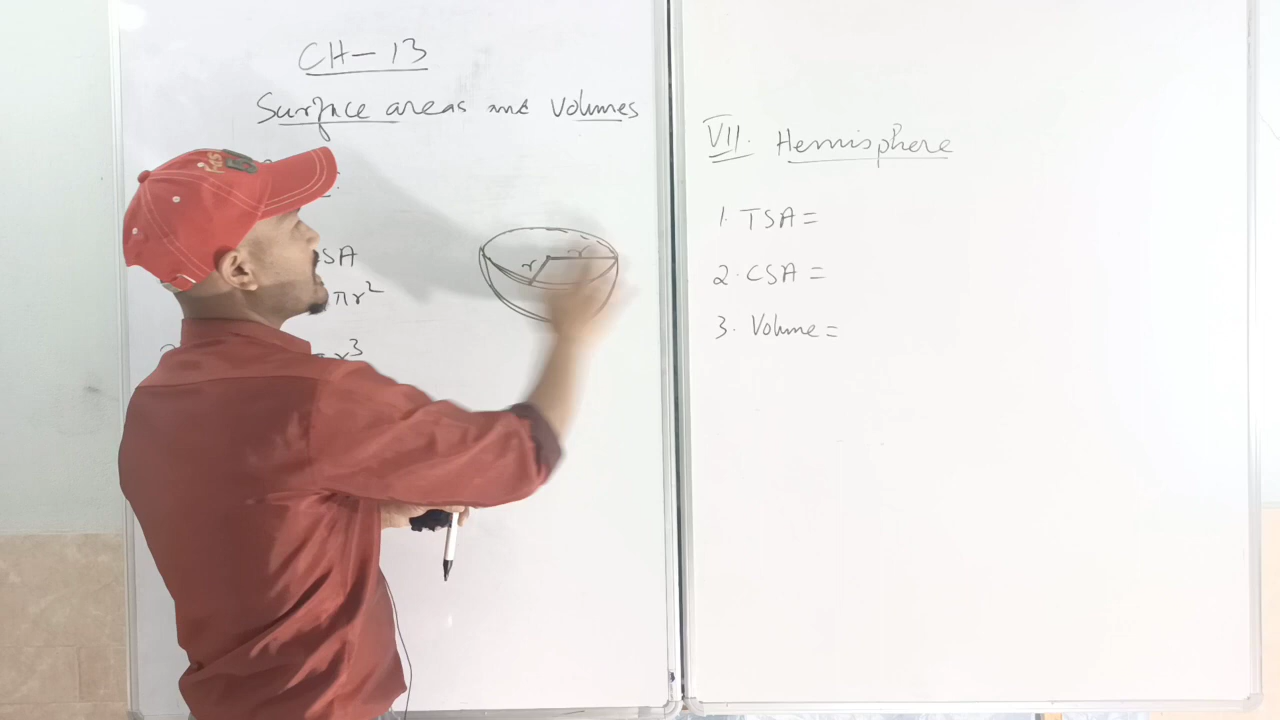 CH-13
Surface areas and Volumes
SA
πr²
r³
r
r
VII. Hemisphere
1. TSA =
2. CSA =
3. Volume =